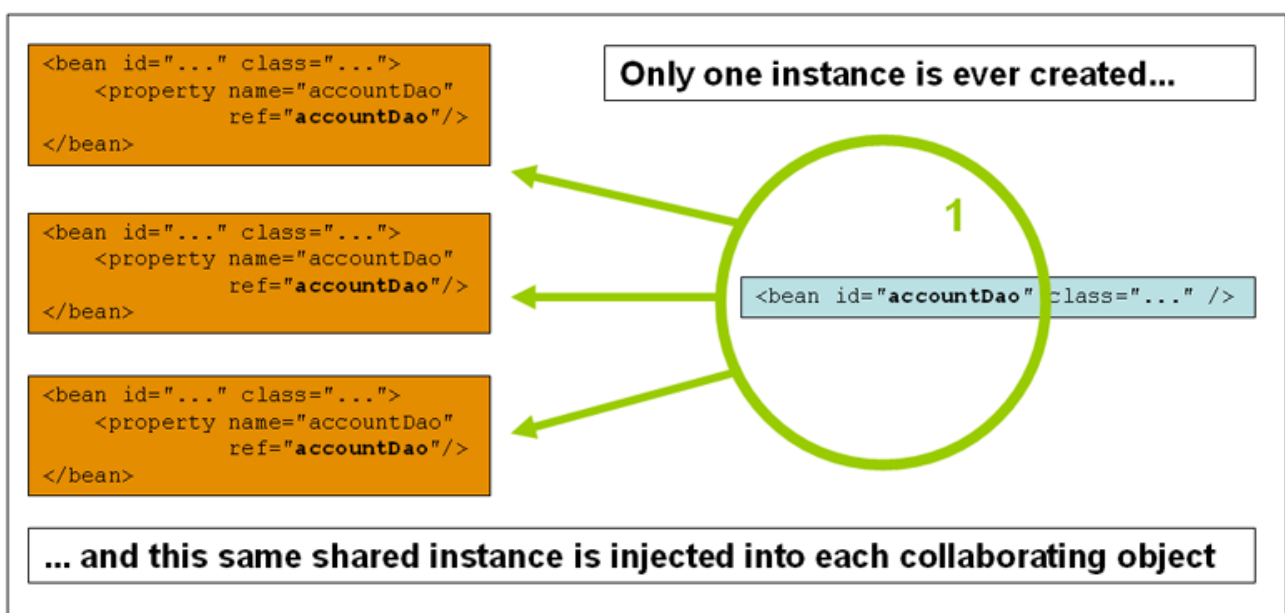 <bean id="..." class="...">
<property name="accountDao"
ref="accountDao"/>
</bean>
Only one instance is ever created...
<bean id="..." class="...">
<property name="accountDao"
ref="accountDao"/>
</bean>
1
<bean id="accountDao" class="..." />
<bean id="..." class="...">
<property name="accountDao"
ref="accountDao"/>
</bean>
... and this same shared instance is injected into each collaborating object